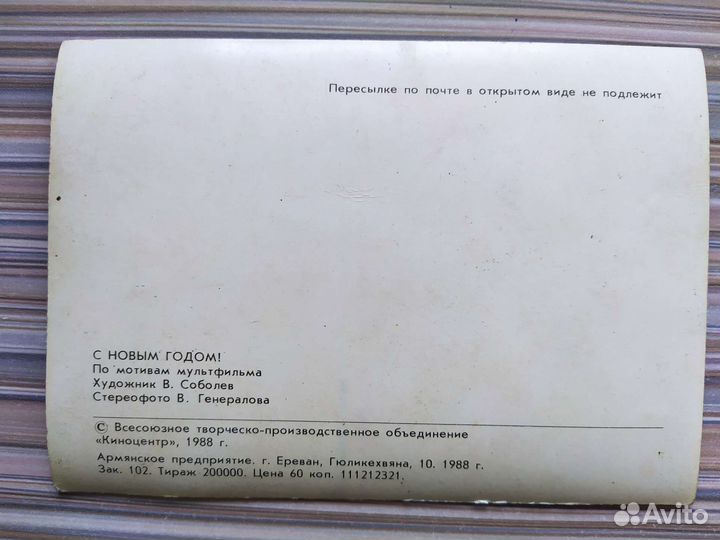 Пересылке по почте в открытом виде не подлежит
С НОВЫМ ГОДОМ!
По мотивам мультфильма
Художник В. Соболев
Стереофото В. Генералова
© Всесоюзное творческо-производственное объединение
«Киноцентр», 1988 г.
Армянское предприятие. г. Ереван, Гюликехвяна, 10. 1988 г.
Зак. 102. Тираж 200000. Цена 60 коп. 111212321.
Avito